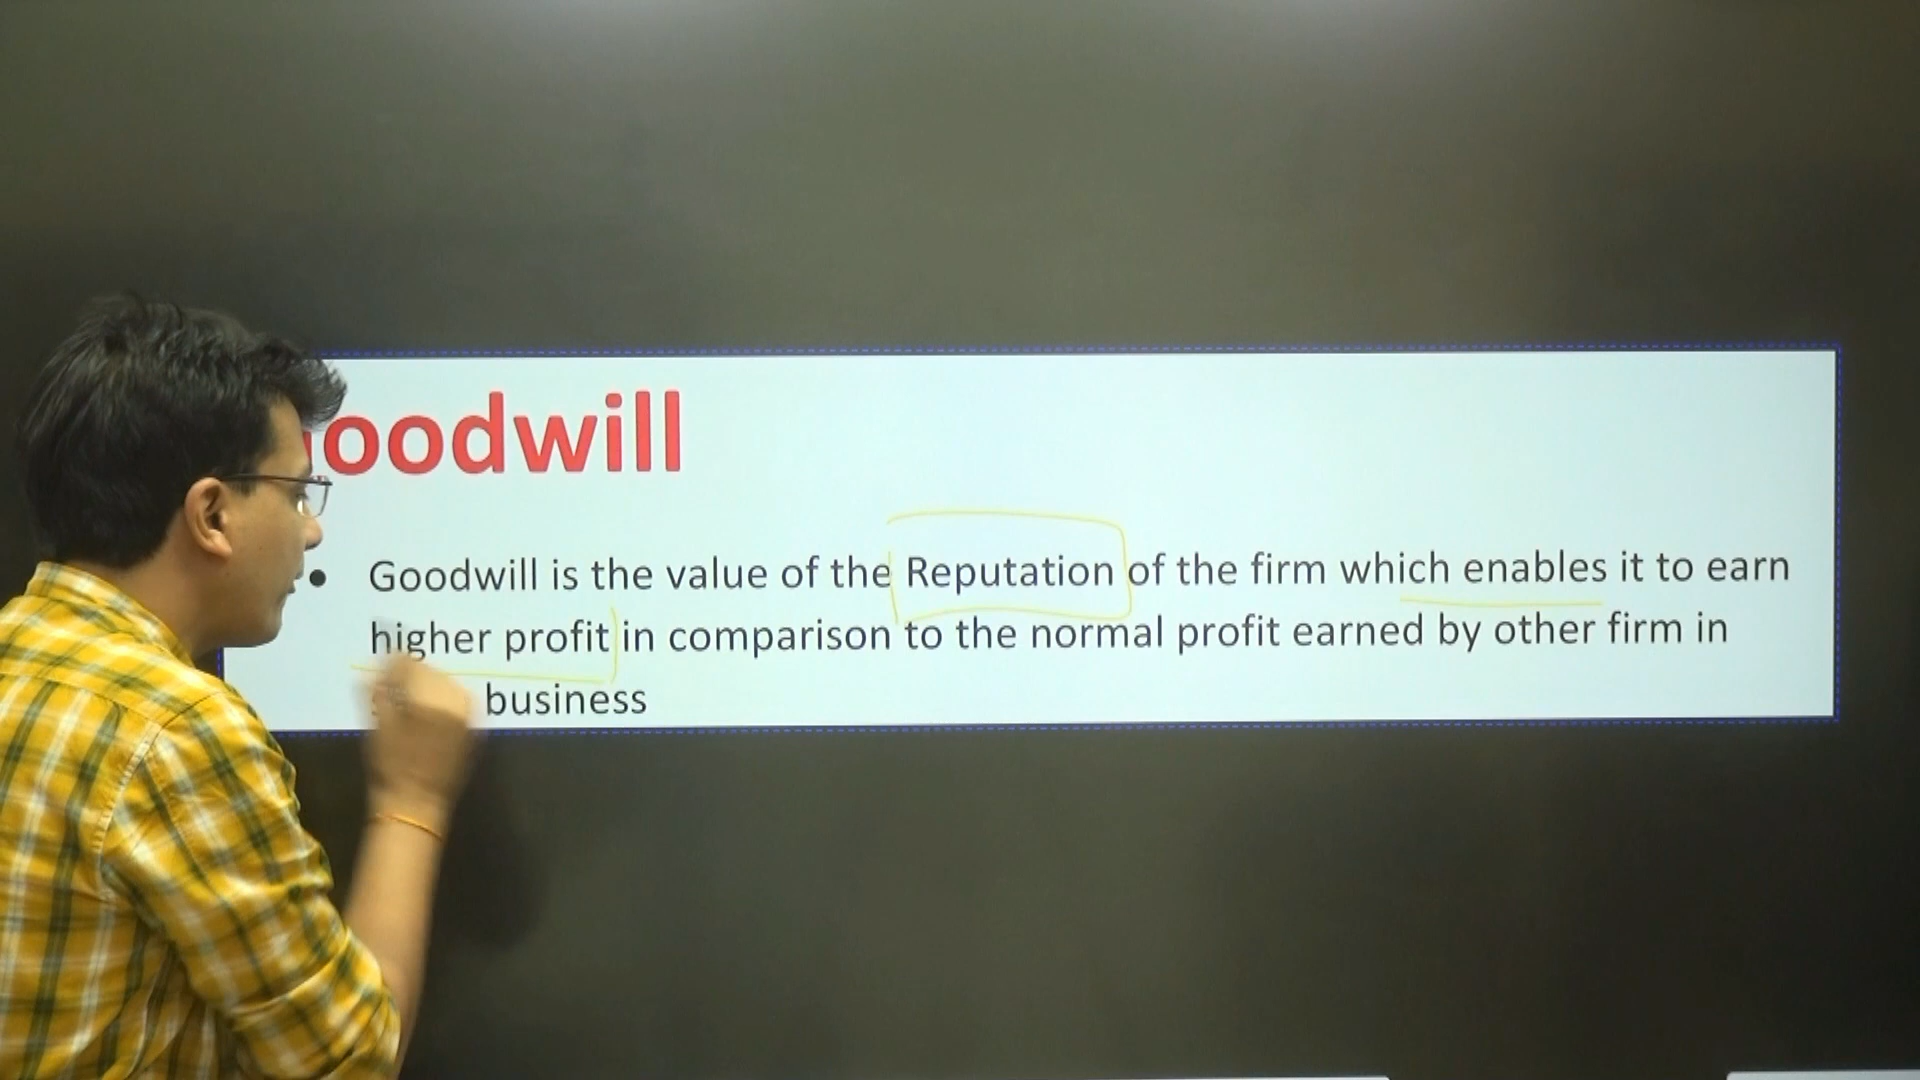 oodwill
• Goodwill is the value of the Reputation of the firm which enables it to earn
higher profit in comparison to the normal profit earned by other firm in
business